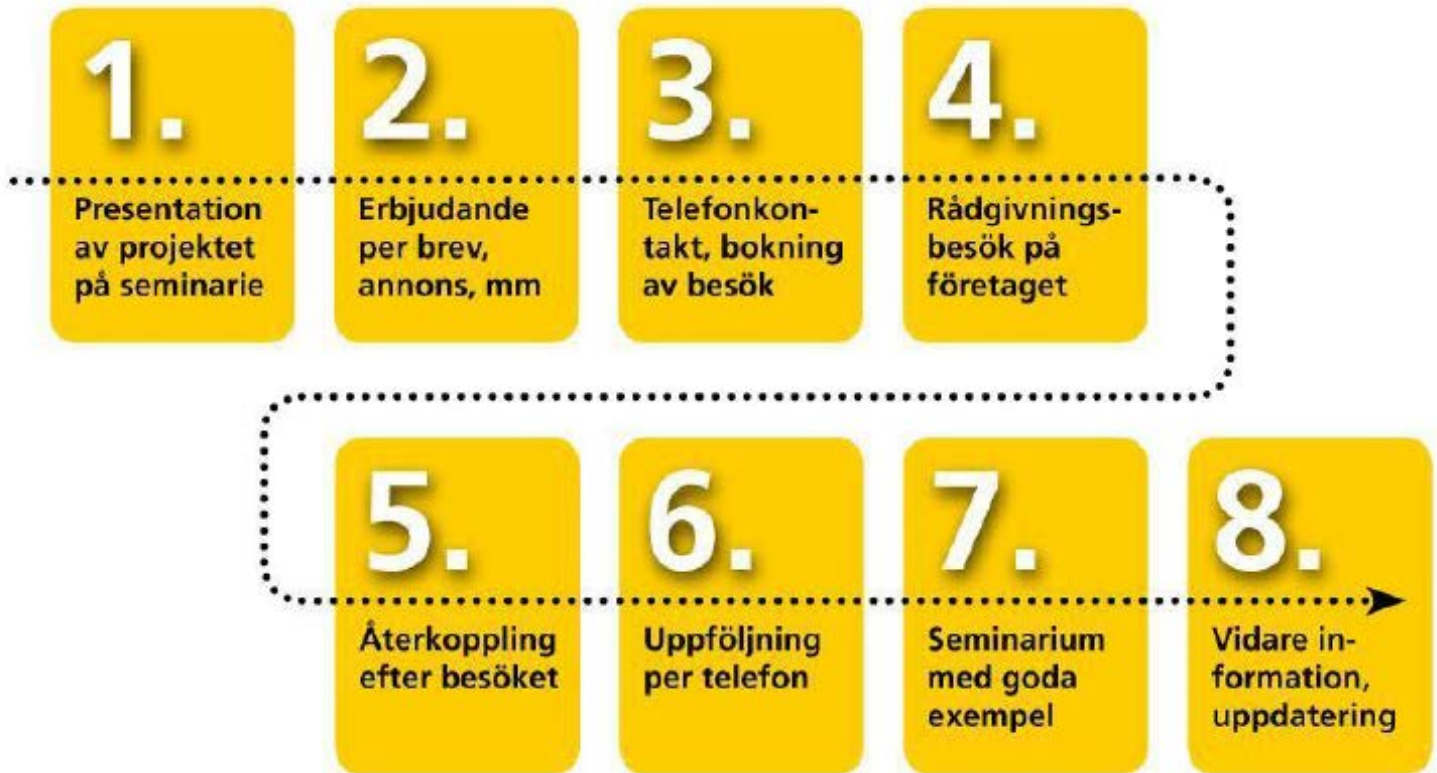 1.
Presentation
av projektet
på seminarie
2.
Erbjudande
per brev,
annons, mm
3.
Telefonkon-
takt, bokning
av besök
4.
Rådgivnings-
besök på
företaget
5.
Återkoppling
efter besöket
6.
Uppföljning
per telefon
7.
Seminarium
med goda
exempel
8.
Vidare in-
formation,
uppdatering